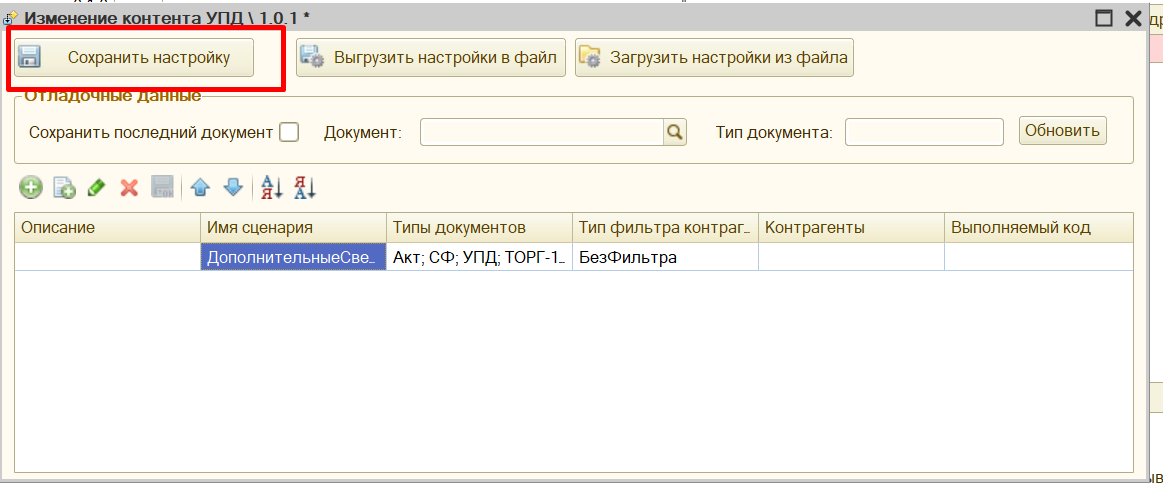 Изменение контента УПД \ 1.0.1 *
Сохранить настройку
Выгрузить настройки в файл
Загрузить настройки из файла
Отладочные данные
Сохранить последний документ
Документ:
Тип документа:
Обновить
Описание
Имя сценария
Типы документов
Тип фильтра контраг...
Контрагенты
Выполняемый код
ДополнительныеСве...
Акт; СФ; УПД; ТОРГ-1...
БезФильтра